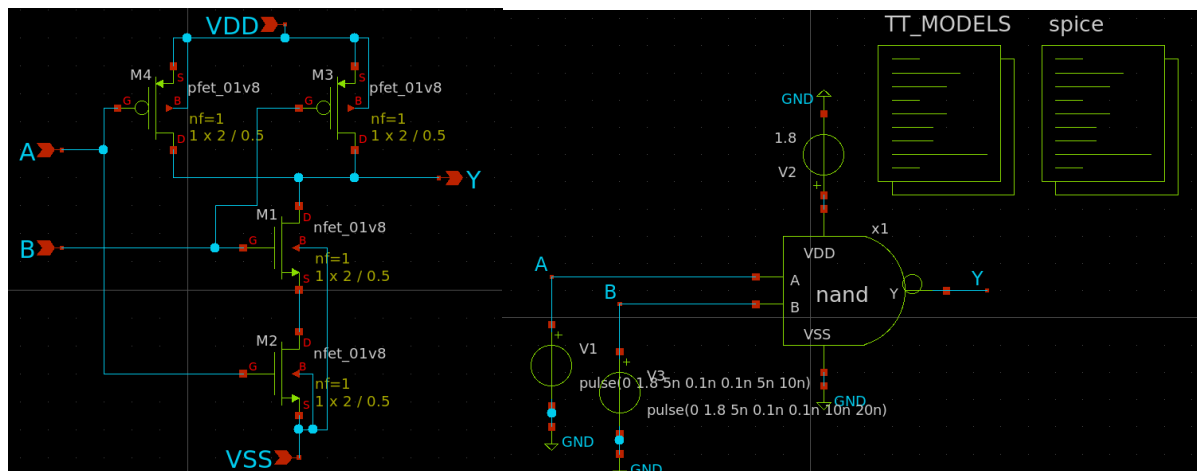 VDD
M4
S
G
B
pfet_01v8
nf=1
1 x 2 / 0.5
D
M3
S
G
B
pfet_01v8
nf=1
1 x 2 / 0.5
D
A
Y
M1
D
nfet_01v8
B
G
B
nf=1
1 x 2 / 0.5
S
M2
D
nfet_01v8
G
B
nf=1
1 x 2 / 0.5
S
VSS
TT_MODELS
spice
GND
1.8
V2
+
x1
VDD
A
A
B
B
nand
Y
Y
VSS
GND
+
V1
pulse(0 1.8 5n 0.1n 0.1n 5n 10n)
GND
+
V3
pulse(0 1.8 5n 0.1n 0.1n 10n 20n)
GND